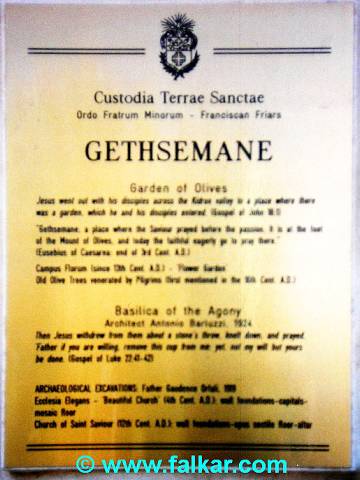 Custodia Terrae Sanctae
Ordo Fratrum Minorum - Franciscan Friars
GETHSEMANE
Garden of Olives
Jesus went out with his disciples across the Kidron valley to a place where there
was a garden, which he and his disciples entered. (Gospel of John 18:1)
"Gethsemane, a place where the Saviour prayed before the passion. It is at the foot
of the Mount of Olives, and today the faithful eagerly go to pray there."
(Eusebius of Caesarea: end of 3rd Cent. A.D.)
Campus Florum (since 13th Cent. A.D.) - 'Flower Garden'
Old Olive Trees venerated by Pilgrims (first mentioned in the 16th Cent. A.D.)
Basilica of the Agony
Architect Antonio Barluzzi, 1924
Then Jesus withdrew from them about a stone's throw, knelt down, and prayed,
'Father if you are willing, remove this cup from me; yet, not my will but yours
be done. (Gospel of Luke 22:41-42)
ARCHAEOLOGICAL EXCAVATIONS: Father Gaudence Orfali,
Ecclesia Elegans - 'Beautiful Church' (4th Cent. A.D.): wall foundations-capitals-
mosaic floor
Church of Saint Saviour (12th Cent. A.D.): wall foundations-opus sectile floor-altar
© www.falkar.com